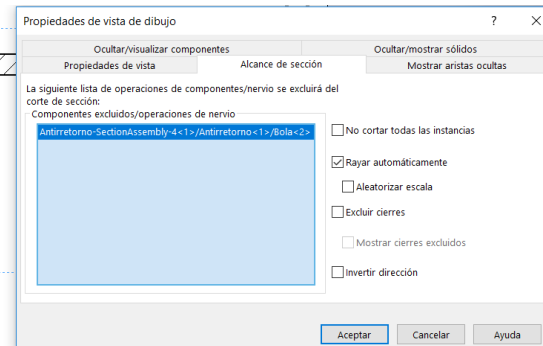 Propiedades de vista de dibujo
Ocultar/visualizar componentes
Ocultar/mostrar sólidos
Propiedades de vista
Alcance de sección
Mostrar aristas ocultas
La siguiente lista de operaciones de componentes/nervio se excluirá del
corte de sección:
Componentes excluidos/operaciones de nervio
Antirretorno-SectionAssembly-4<1>/Antirretorno<1>/Bola<2>
No cortar todas las instancias
Rayar automáticamente
Aleatorizar escala
Excluir cierres
Mostrar cierres excluidos
Invertir dirección
Aceptar
Cancelar
Ayuda